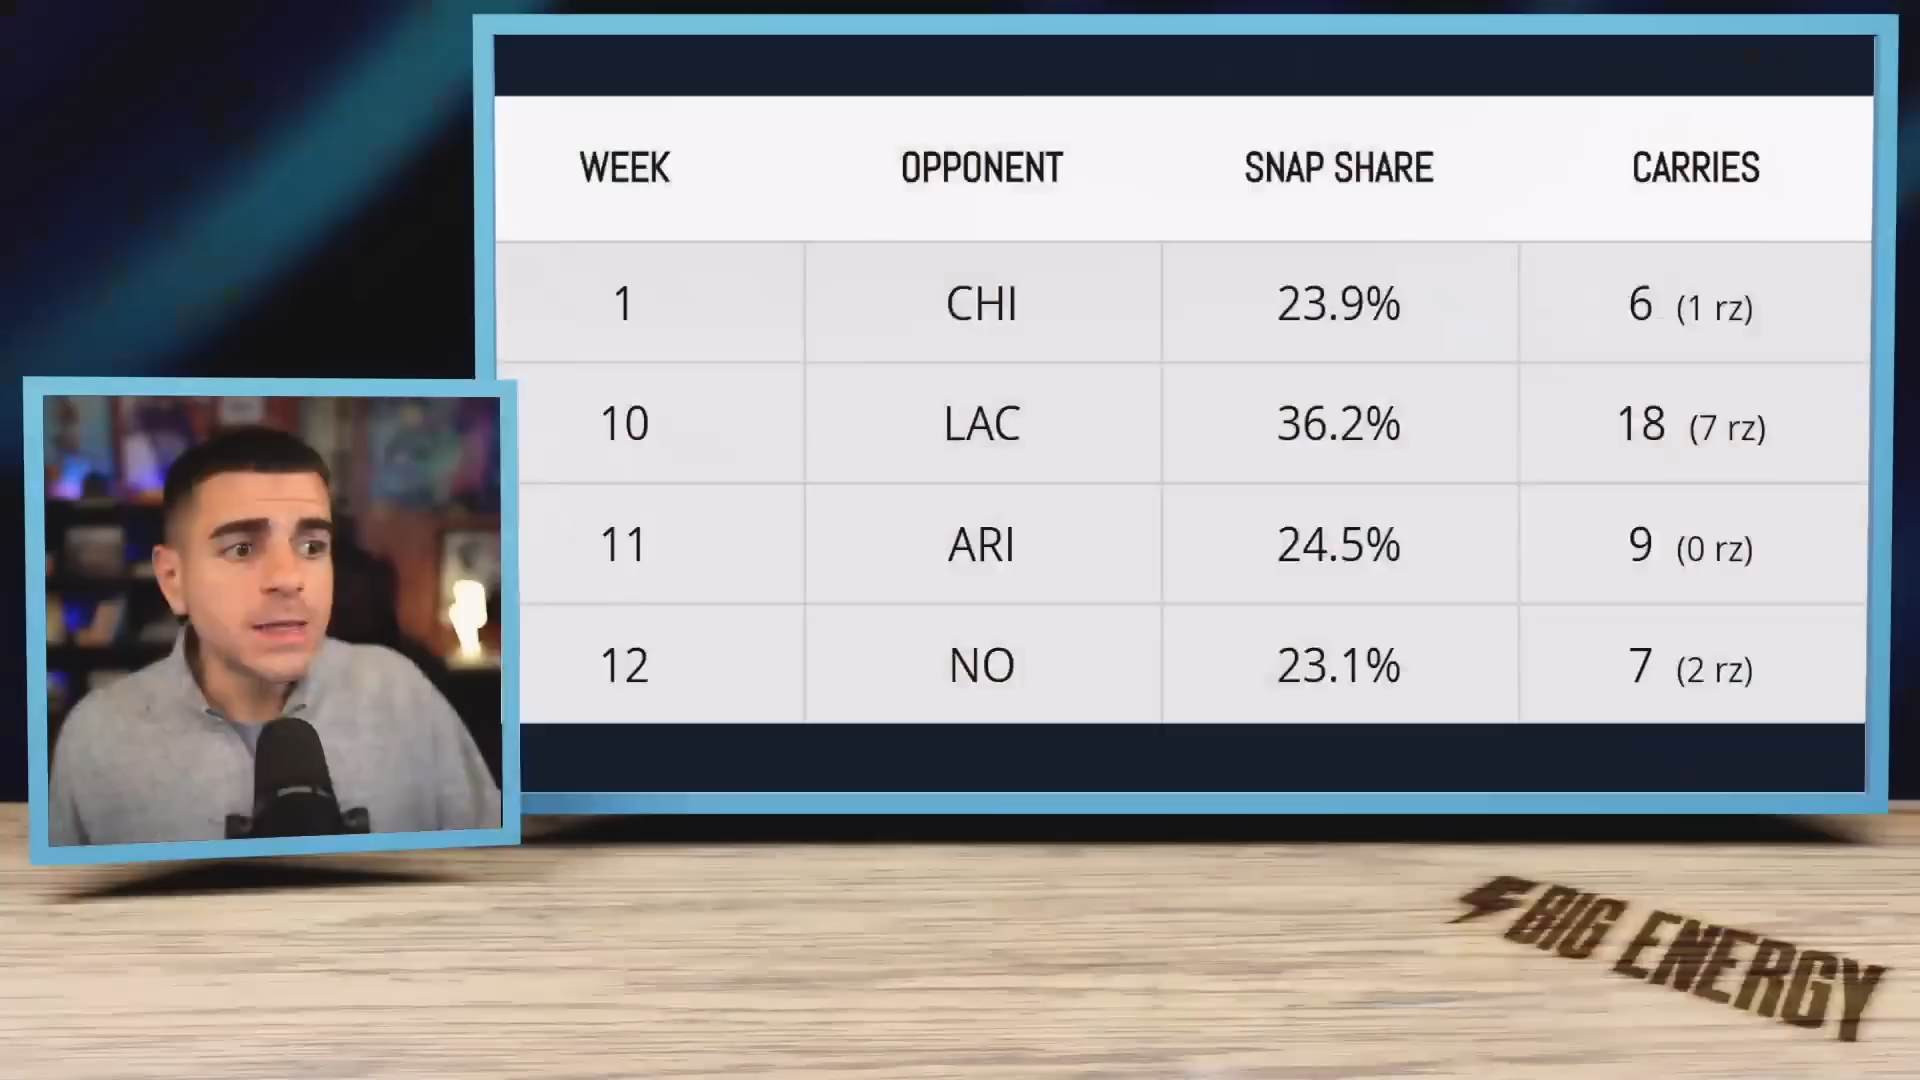 WEEK OPPONENT SNAP SHARE CARRIES
1 CHI 23.9% 6 (1 rz)
10 LAC 36.2% 18 (7 rz)
11 ARI 24.5% 9 (0 rz)
12 NO 23.1% 7 (2 rz)
BIG ENERGY